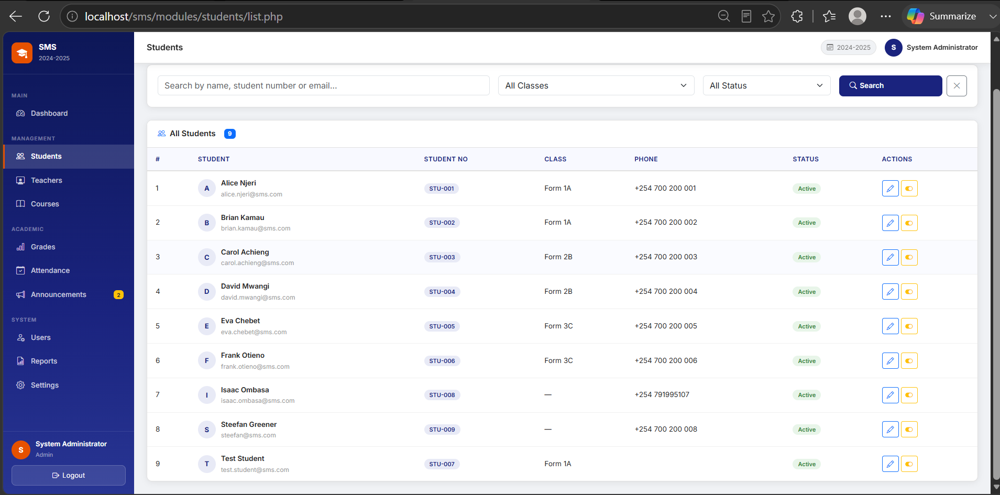 localhost/sms/modules/students/list.php
Summarize
SMS
2024-2025
MAIN
Dashboard
MANAGEMENT
Students
Teachers
Courses
ACADEMIC
Grades
Attendance
Announcements 2
SYSTEM
Users
Reports
Settings
S System Administrator
Admin
Logout
Students
2024-2025 S System Administrator
Search by name, student number or email... All Classes All Status Search
All Students 9
# STUDENT STUDENT NO CLASS PHONE STATUS ACTIONS
1 A Alice Njeri STU-001 Form 1A +254 700 200 001 Active
alice.njeri@sms.com
2 B Brian Kamau STU-002 Form 1A +254 700 200 002 Active
brian.kamau@sms.com
3 C Carol Achieng STU-003 Form 2B +254 700 200 003 Active
carol.achieng@sms.com
4 D David Mwangi STU-004 Form 2B +254 700 200 004 Active
david.mwangi@sms.com
5 E Eva Chebet STU-005 Form 3C +254 700 200 005 Active
eva.chebet@sms.com
6 F Frank Otieno STU-006 Form 3C +254 700 200 006 Active
frank.otieno@sms.com
7 I Isaac Ombasa STU-008 — +254 791995107 Active
isaac.ombasa@sms.com
8 S Steefan Greener STU-009 — +254 700 200 008 Active
steefan@sms.com
9 T Test Student STU-007 Form 1A Active
test.student@sms.com